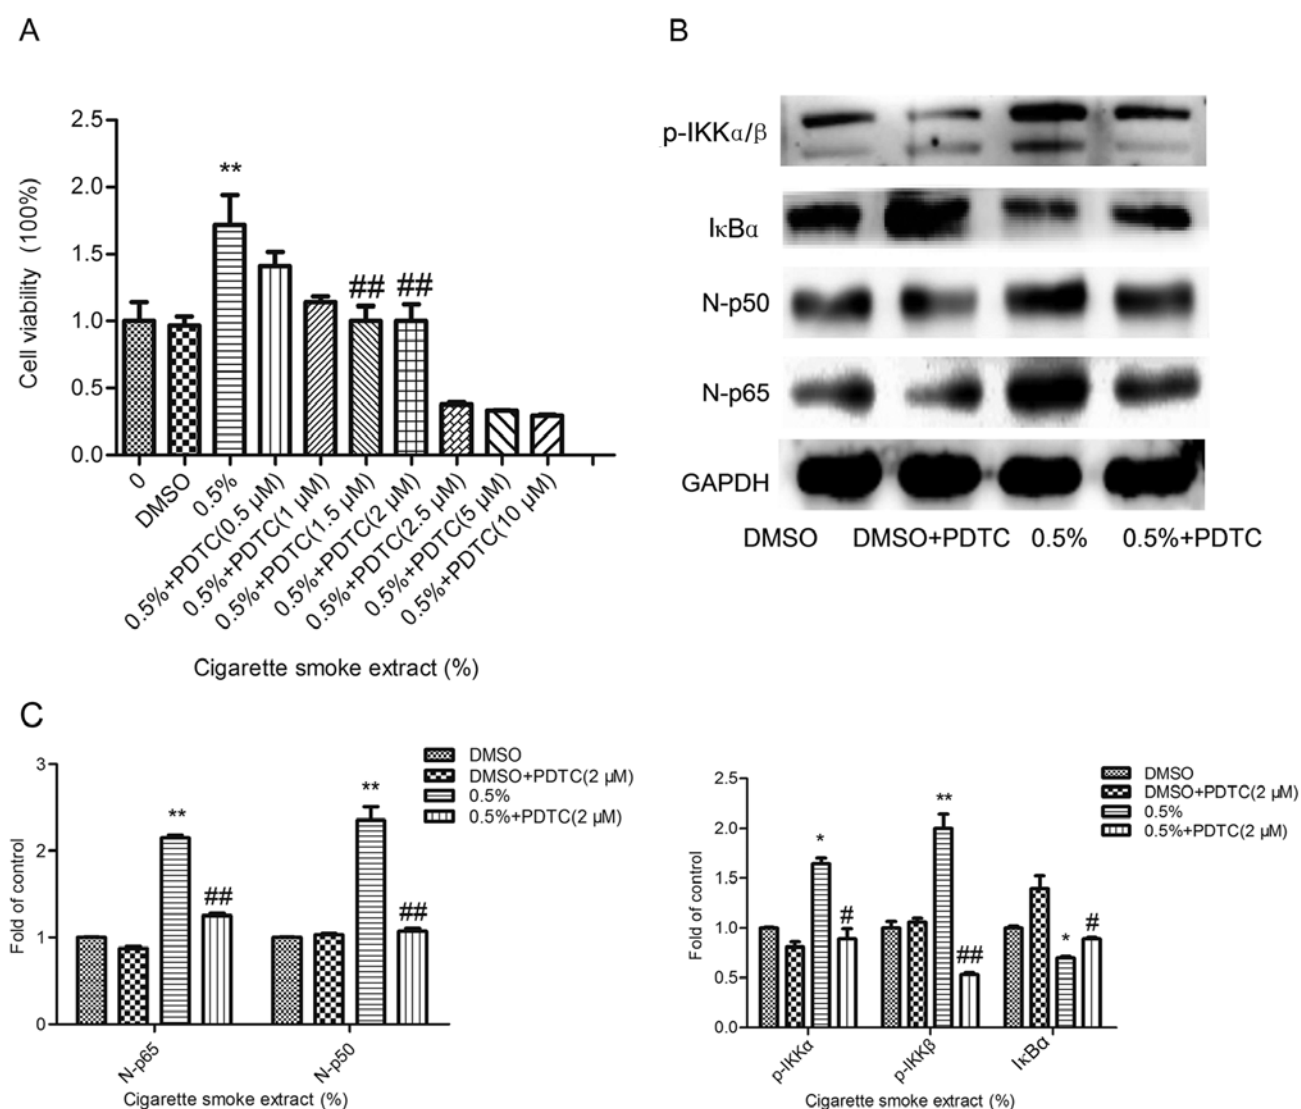 A
2.5
2.0
1.5
1.0
0.5
0.0
Cell viability (100%)
**
##
##
0
DMSO
0.5%
0.5%+PDTC(0.5 µM)
0.5%+PDTC(1 µM)
0.5%+PDTC(1.5 µM)
0.5%+PDTC(2 µM)
0.5%+PDTC(2.5 µM)
0.5%+PDTC(5 µM)
0.5%+PDTC(10 µM)
Cigarette smoke extract (%)
B
p-IKKα/β
IκBα
N-p50
N-p65
GAPDH
DMSO DMSO+PDTC 0.5% 0.5%+PDTC
C
3
2
1
0
Fold of control
**
##
**
##
DMSO
DMSO+PDTC(2 µM)
0.5%
0.5%+PDTC(2 µM)
N-p65
N-p50
Cigarette smoke extract (%)
2.5
2.0
1.5
1.0
0.5
0.0
Fold of control
*
#
**
##
*
#
DMSO
DMSO+PDTC(2 µM)
0.5%
0.5%+PDTC(2 µM)
p-IKKα
p-IKKβ
IκBα
Cigarette smoke extract (%)